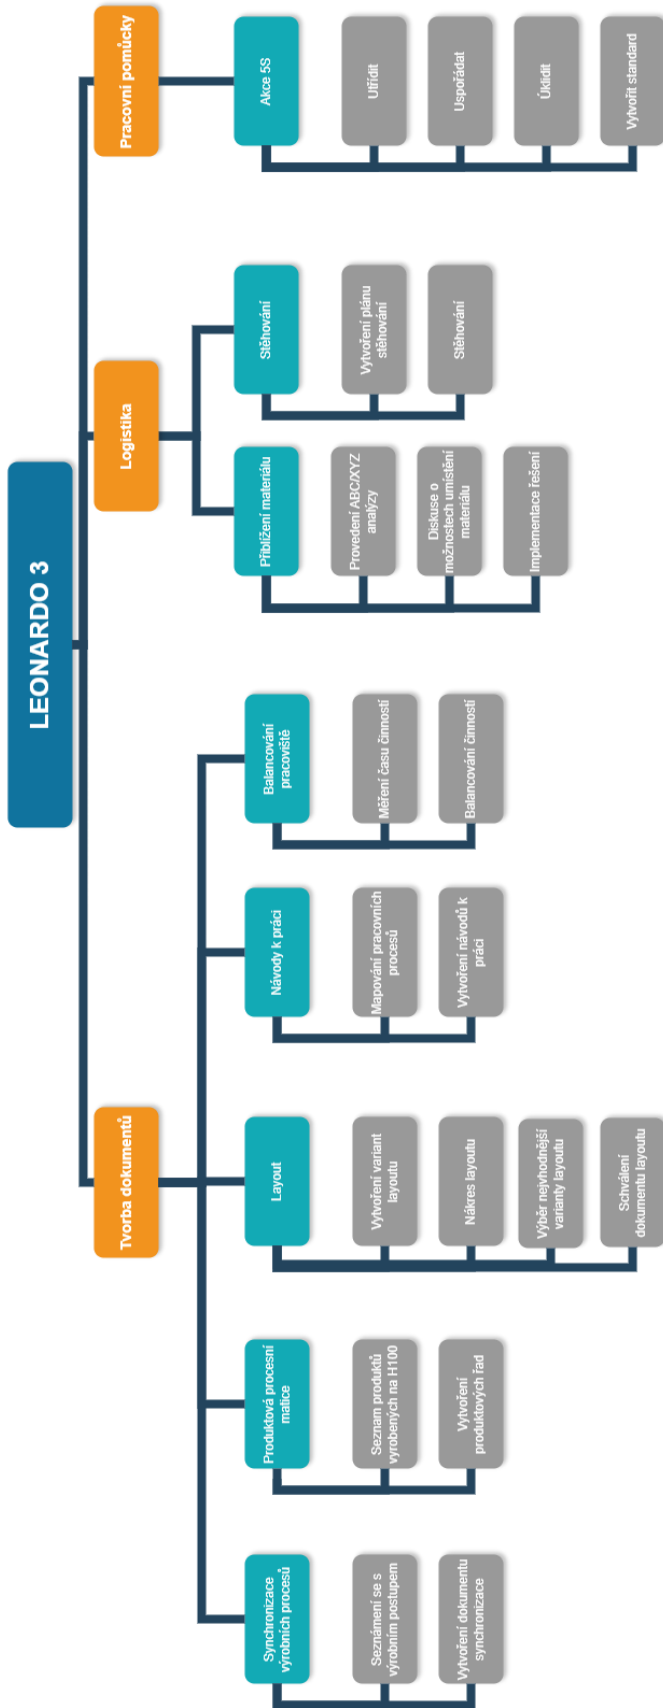 LEONARDO 3
Tvorba dokumentů
Logistika
Pracovní pomůcky
Synchronizace
výrobních procesů
Seznámení se s
výrobním postupem
Vytvoření dokumentu
synchronizace
Produktová procesní
matice
Seznam produktů
vyrobených na H100
Vytvoření
produktových řad
Layout
Vytvoření variant
layoutu
Nákres layoutu
Výběr nejvhodnější
varianty layoutu
Schválení
dokumentu layoutu
Návody k práci
Mapování pracovních
procesů
Vytvoření návodů k
práci
Balancování
pracoviště
Měření času činností
Balancování činností
Přiblížení materiálu
Provedení ABC/XYZ
analýzy
Diskuse o
možnostech umístění
materiálu
Implementace řešení
Stěhování
Vytvoření plánu
stěhování
Stěhování
Akce 5S
Utřídit
Uspořádat
Úklidit
Vytvořit standard